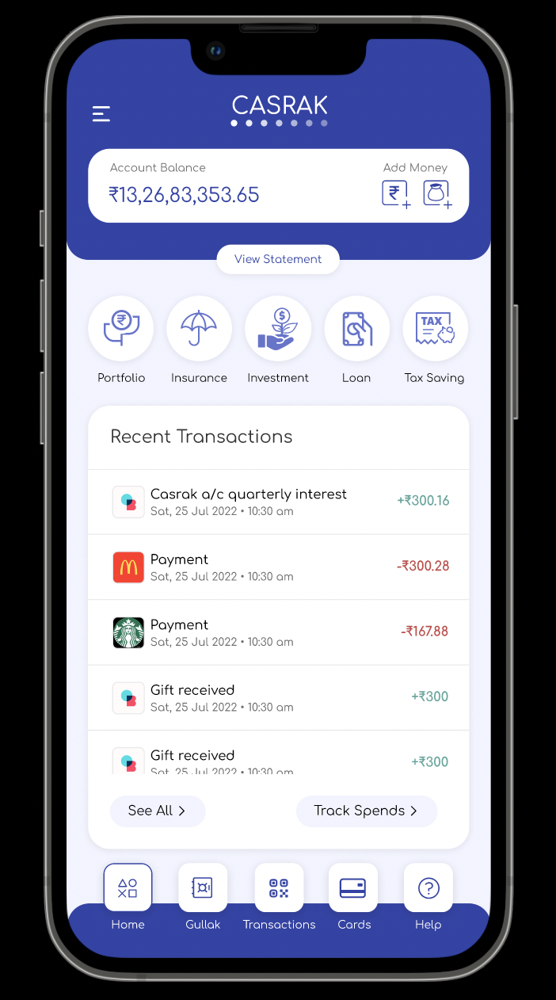 CASRAK
Account Balance
Add Money
₹13,26,83,353.65
₹
View Statement
₹
$
TAX
Portfolio
Insurance
Investment
Loan
Tax Saving
Recent Transactions
Casrak a/c quarterly interest
+₹300.16
Sat, 25 Jul 2022 • 10:30 am
Payment
-₹300.28
Sat, 25 Jul 2022 • 10:30 am
Payment
-₹167.88
Sat, 25 Jul 2022 • 10:30 am
Gift received
+₹300
Sat, 25 Jul 2022 • 10:30 am
Gift received
+₹300
Sat, 25 Jul 2022 • 10:30 am
See All >
Track Spends >
Home
Gullak
Transactions
Cards
Help